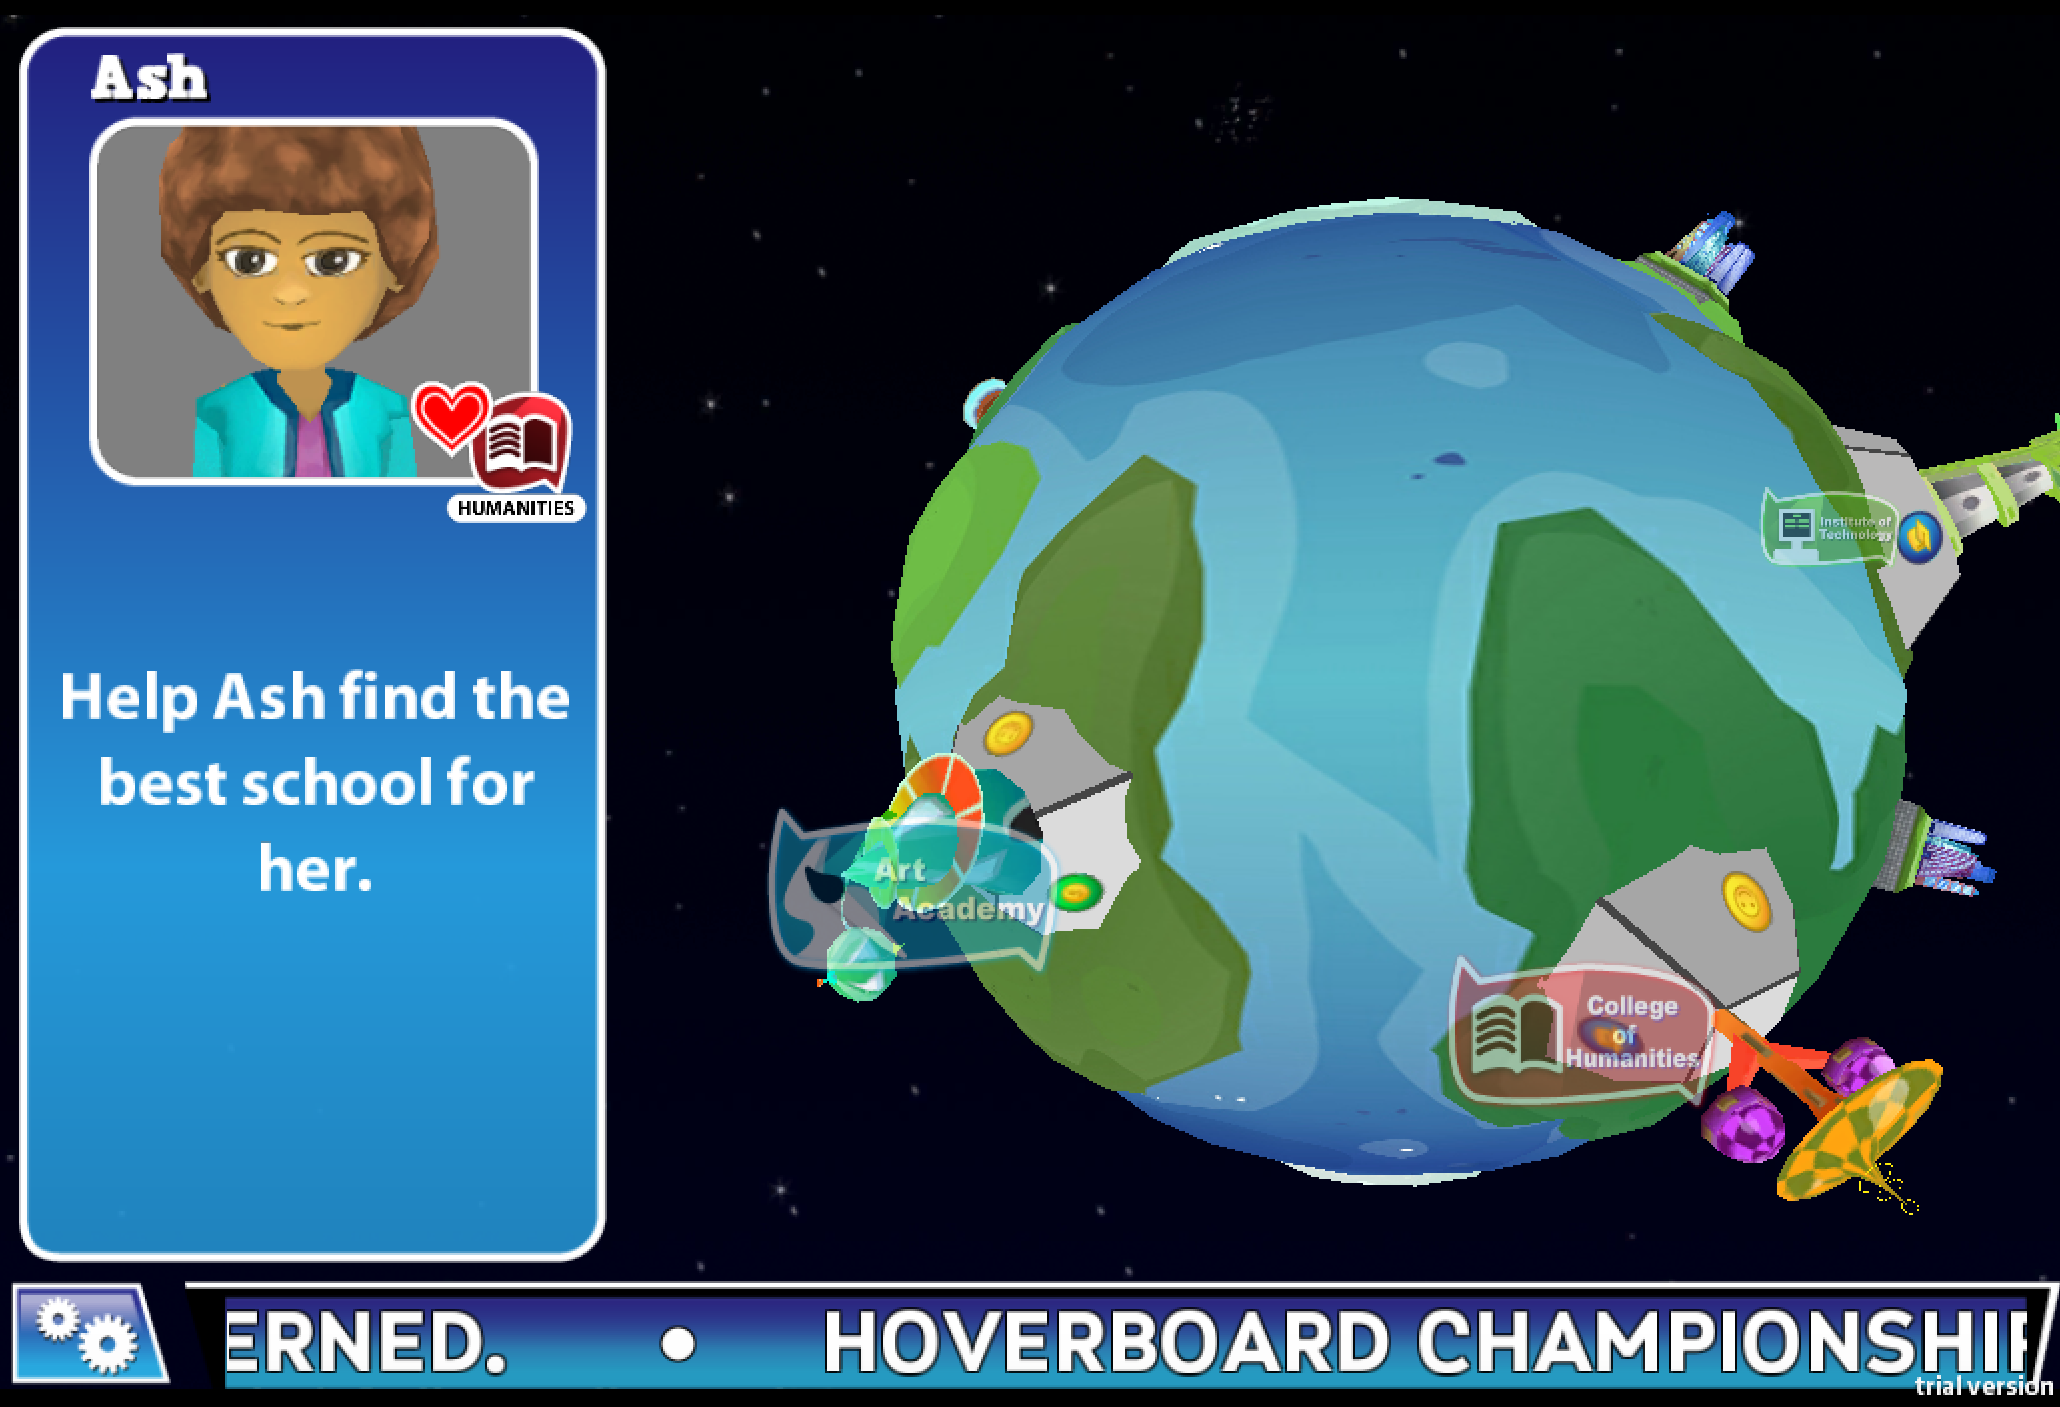 Ash
HUMANITIES
Help Ash find the
best school for
her.
Institute of
Technology
Art
Academy
College
of
Humanities
ERNED. • HOVERBOARD CHAMPIONSHIP
trial version